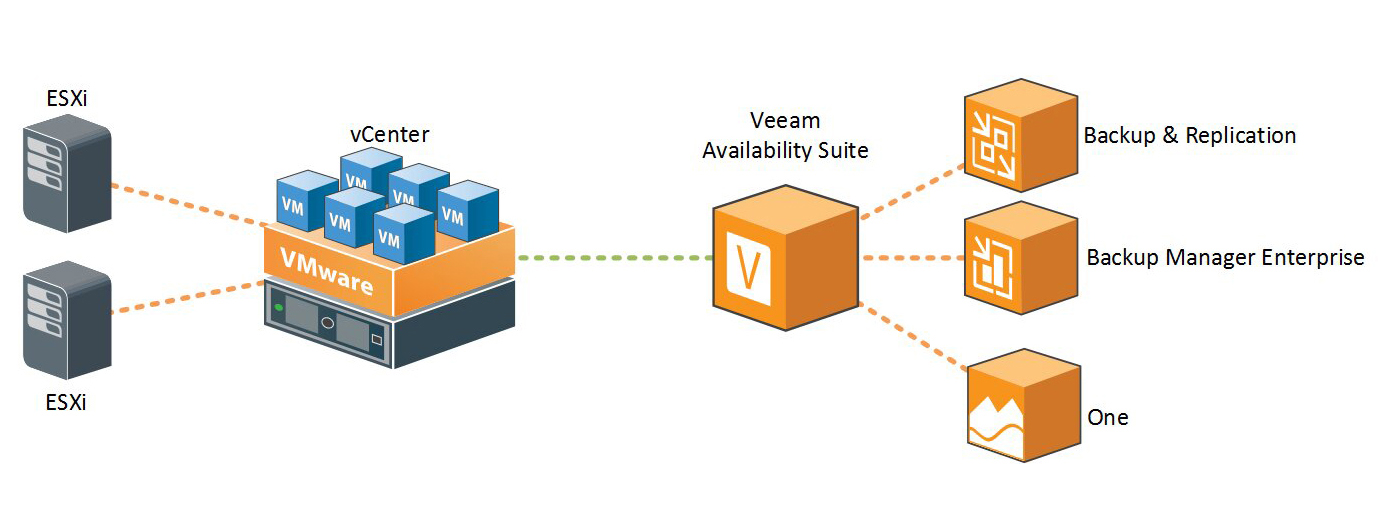 ESXi
ESXi
vCenter
VM
VM
VM
VM
VM
VM
VMware
Veeam
Availability Suite
V
Backup & Replication
Backup Manager Enterprise
One